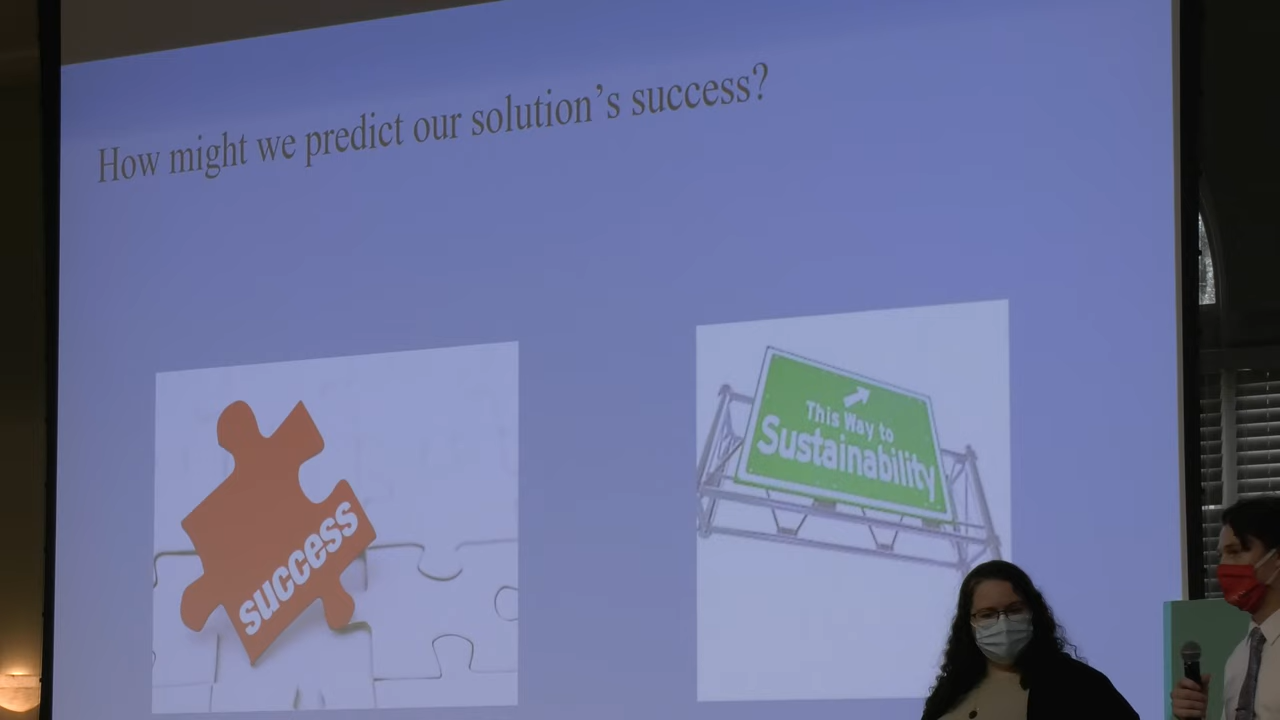 How might we predict our solution’s success?
success
This Way to
Sustainability